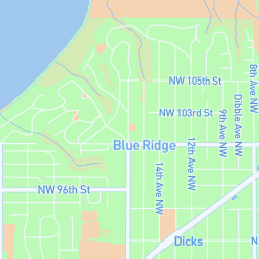 NW 105th St
8th Ave NW
Dibble Ave NW
9th Ave NW
NW 103rd St
Blue Ridge
12th Ave NW
14th Ave NW
NW 96th St
Dicks
N